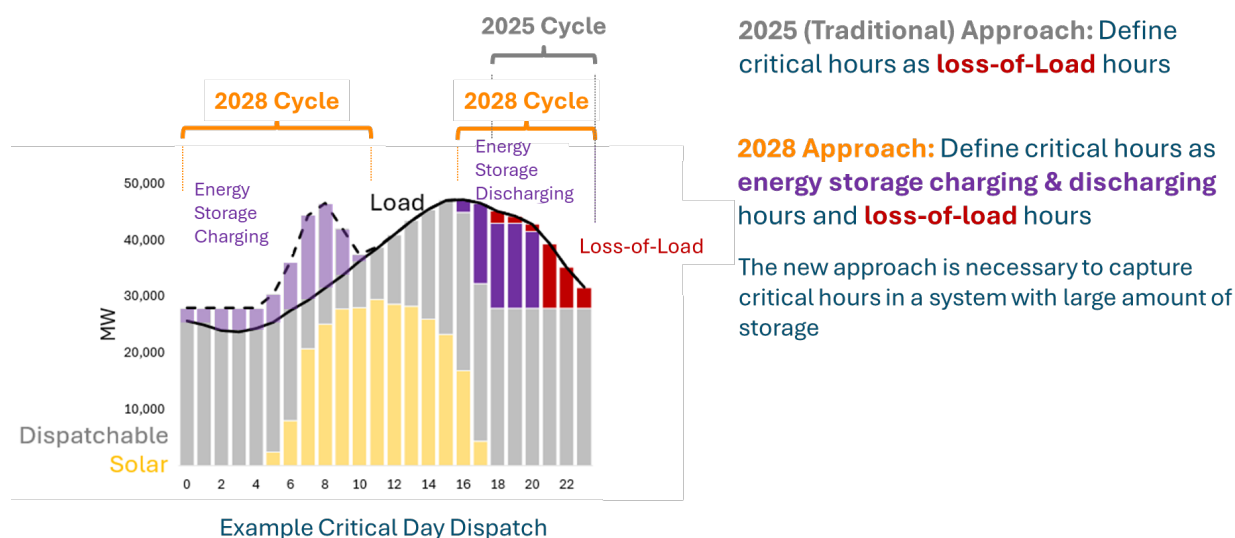 2025 Cycle
2025 (Traditional) Approach: Define
critical hours as loss-of-Load hours
2028 Cycle
2028 Cycle
2028 Approach: Define critical hours as
energy storage charging & discharging
hours and loss-of-load hours
The new approach is necessary to capture
critical hours in a system with large amount of
storage
Energy
Storage
Discharging
Energy
Storage
Charging
Load
Loss-of-Load
MW
50,000
40,000
30,000
20,000
10,000
Dispatchable
Solar
0 2 4 6 8 10 12 14 16 18 20 22
Example Critical Day Dispatch